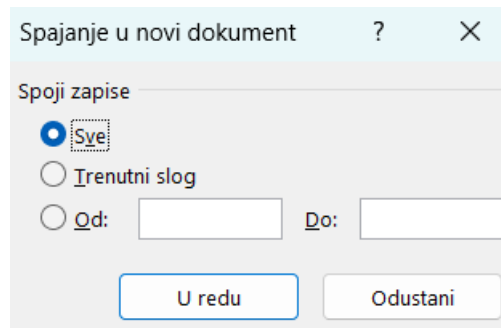 Spajanje u novi dokument ?
Spoji zapise
Sve
Trenutni slog
Od: Do:
U redu Odustani